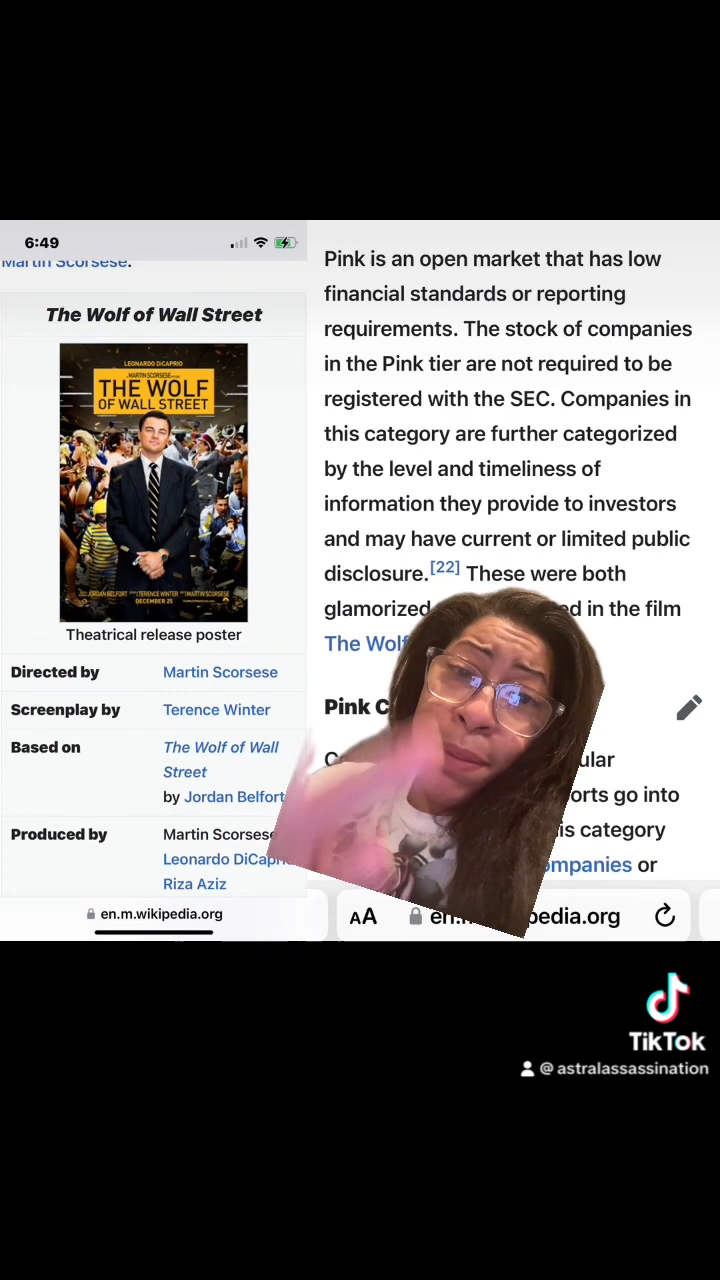 6:49
Martin Scorsese.
The Wolf of Wall Street
LEONARDO DiCAPRIO
THE WOLF
OF WALL STREET
DECEMBER 25
Theatrical release poster
Directed by Martin Scorsese
Screenplay by Terence Winter
Based on The Wolf of Wall
Street
by Jordan Belfort
Produced by Martin Scorsese
Leonardo DiCapri
Riza Aziz
en.m.wikipedia.org
Pink is an open market that has low
financial standards or reporting
requirements. The stock of companies
in the Pink tier are not required to be
registered with the SEC. Companies in
this category are further categorized
by the level and timeliness of
information they provide to investors
and may have current or limited public
disclosure.[22] These were both
glamorized ed in the film
The Wolf
Pink C
ular
orts go into
is category
ompanies or
AA en.m. pedia.org
TikTok
@astralassassination